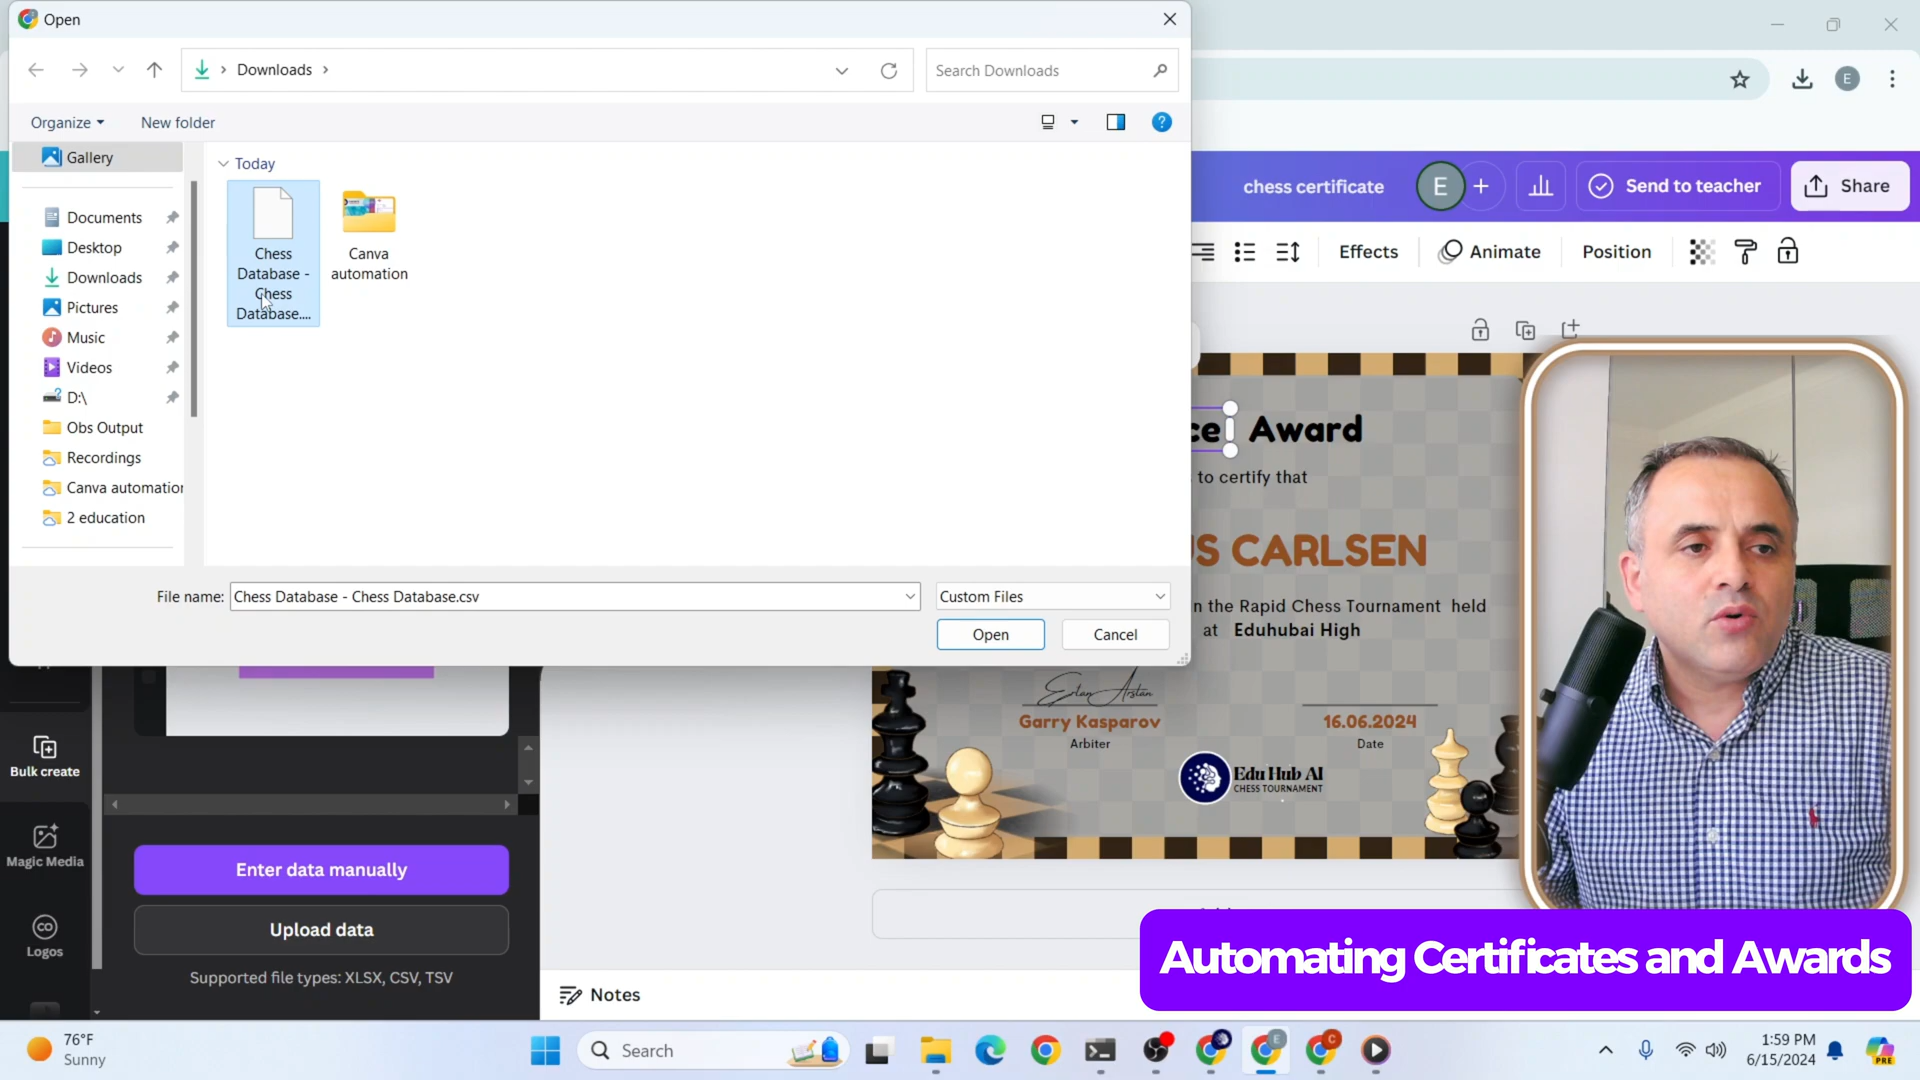 Open
Downloads
Search Downloads
Organize
New folder
Gallery
Documents
Desktop
Downloads
Pictures
Music
Videos
D:\
Obs Output
Recordings
Canva automation
2 education
Today
Chess
Database -
Chess
Database....
Canva
automation
File name:
Chess Database - Chess Database.csv
Custom Files
Open
Cancel
E
chess certificate
E
Send to teacher
Share
Effects
Animate
Position
ce Award
to certify that
S CARLSEN
n the Rapid Chess Tournament held
at Eduhubai High
Garry Kasparov
Arbiter
16.06.2024
Date
Edu Hub AI
CHESS TOURNAMENT
Bulk create
Magic Media
Logos
Enter data manually
Upload data
Supported file types: XLSX, CSV, TSV
Notes
Automating Certificates and Awards
76°F
Sunny
Search
E
C
1:59 PM
6/15/2024
PRE